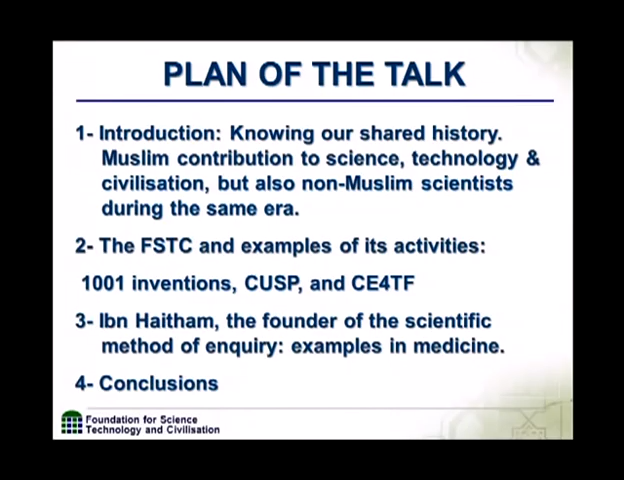 PLAN OF THE TALK
1- Introduction: Knowing our shared history.
Muslim contribution to science, technology &
civilisation, but also non-Muslim scientists
during the same era.
2- The FSTC and examples of its activities:
1001 inventions, CUSP, and CE4TF
3- Ibn Haitham, the founder of the scientific
method of enquiry: examples in medicine.
4- Conclusions
Foundation for Science
Technology and Civilisation